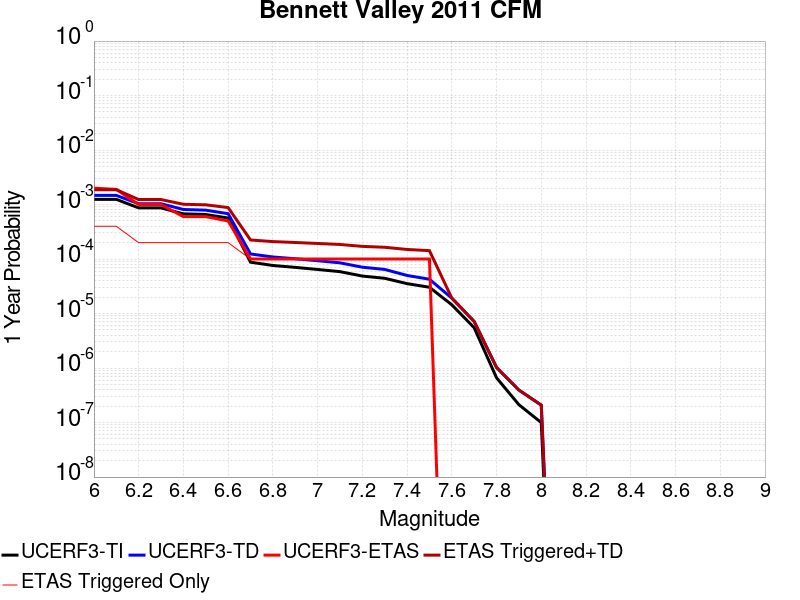 Bennett Valley 2011 CFM
10^0
10^-1
10^-2
10^-3
10^-4
10^-5
10^-6
10^-7
10^-8
1 Year Probability
6 6.2 6.4 6.6 6.8 7 7.2 7.4 7.6 7.8 8 8.2 8.4 8.6 8.8 9
Magnitude
UCERF3-TI UCERF3-TD UCERF3-ETAS ETAS Triggered+TD
ETAS Triggered Only